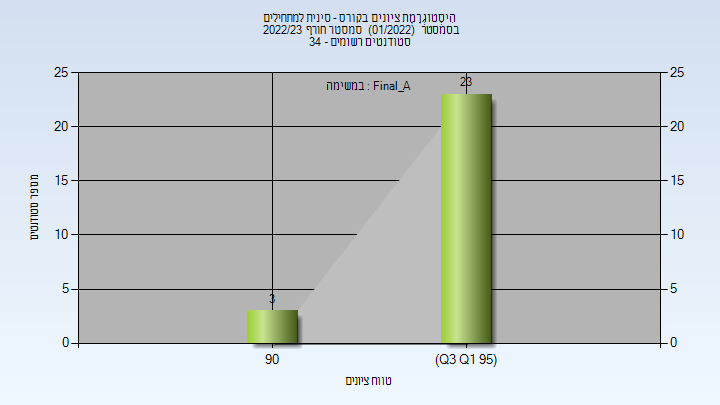 היסטוגרמת ציונים בקורס - סינית למתחילים
בסמסטר (01/2022) סמסטר חורף 2022/23
סטודנטים רשומים - 34
במשימה : Final_A
25
20
15
10
5
0
25
20
15
10
5
0
מספר סטודנטים
3
23
90
(Q3 Q1 95)
טווח ציונים